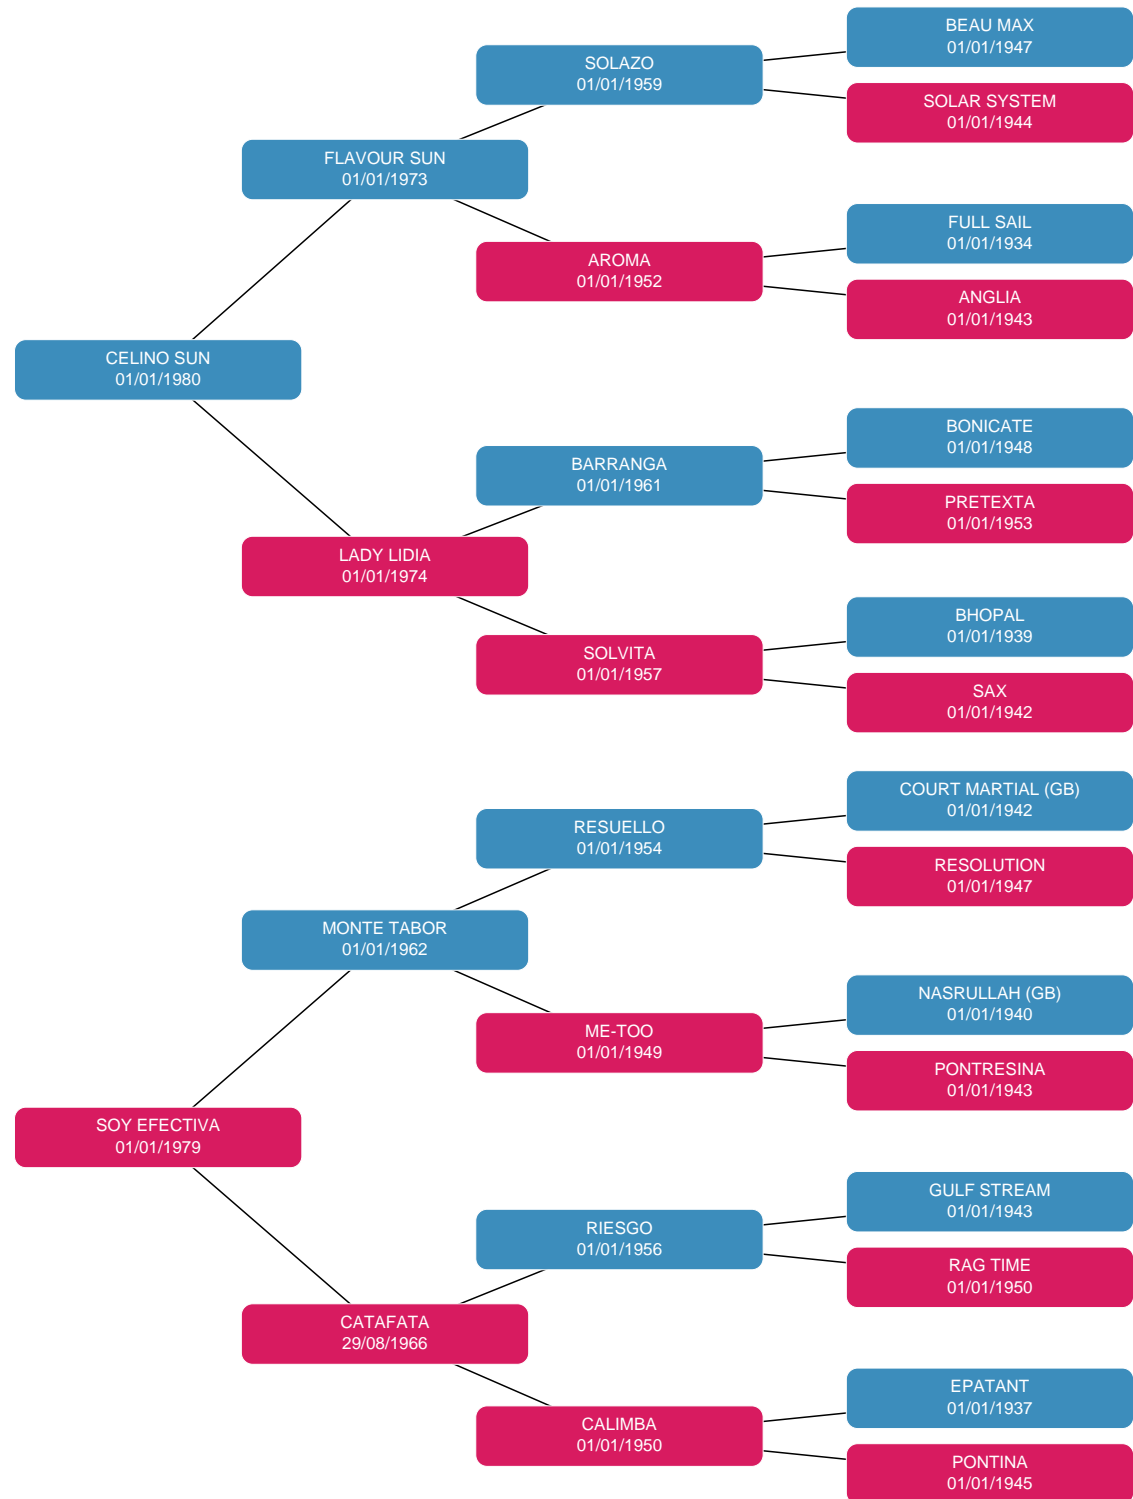 BEAU MAX
01/01/1947
SOLAZO
01/01/1959
SOLAR SYSTEM
01/01/1944
FLAVOUR SUN
01/01/1973
FULL SAIL
01/01/1934
AROMA
01/01/1952
ANGLIA
01/01/1943
CELINO SUN
01/01/1980
BONICATE
01/01/1948
BARRANGA
01/01/1961
PRETEXTA
01/01/1953
LADY LIDIA
01/01/1974
BHOPAL
01/01/1939
SOLVITA
01/01/1957
SAX
01/01/1942
COURT MARTIAL (GB)
01/01/1942
RESUELLO
01/01/1954
RESOLUTION
01/01/1947
MONTE TABOR
01/01/1962
NASRULLAH (GB)
01/01/1940
ME-TOO
01/01/1949
PONTRESINA
01/01/1943
SOY EFECTIVA
01/01/1979
GULF STREAM
01/01/1943
RIESGO
01/01/1956
RAG TIME
01/01/1950
CATAFATA
29/08/1966
EPATANT
01/01/1937
CALIMBA
01/01/1950
PONTINA
01/01/1945